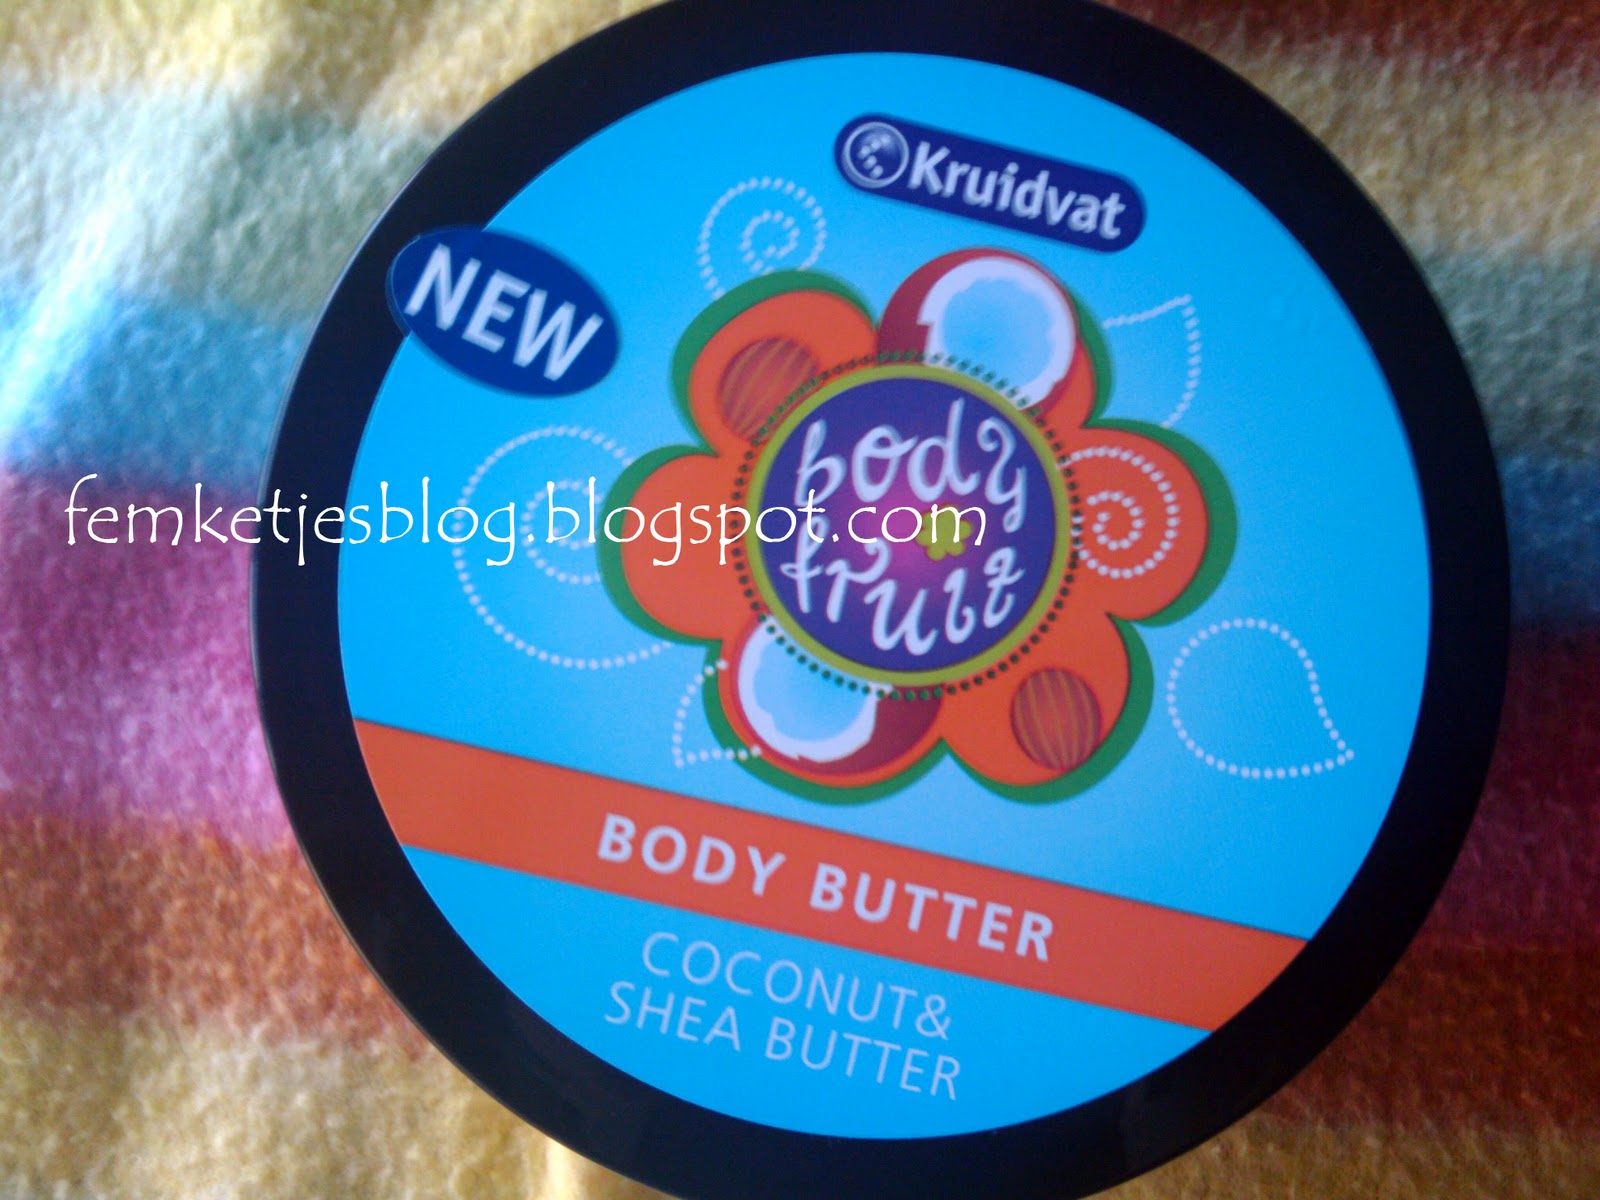 Kruidvat
NEW
body
fruit
femketjesblog.blogspot.com
BODY BUTTER
COCONUT&
SHEA BUTTER